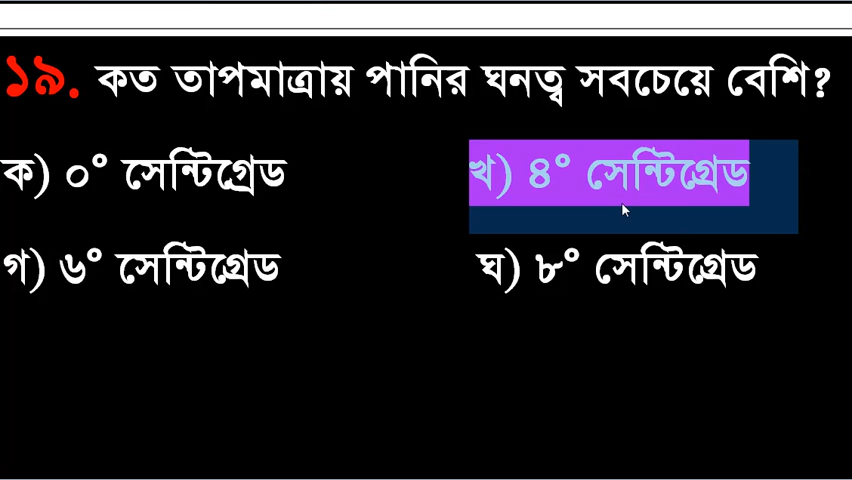 ১৯. কত তাপমাত্রায় পানির ঘনত্ব সবচেয়ে বেশি?
ক) ০° সেন্টিগ্রেড খ) ৪° সেন্টিগ্রেড
গ) ৬° সেন্টিগ্রেড ঘ) ৮° সেন্টিগ্রেড